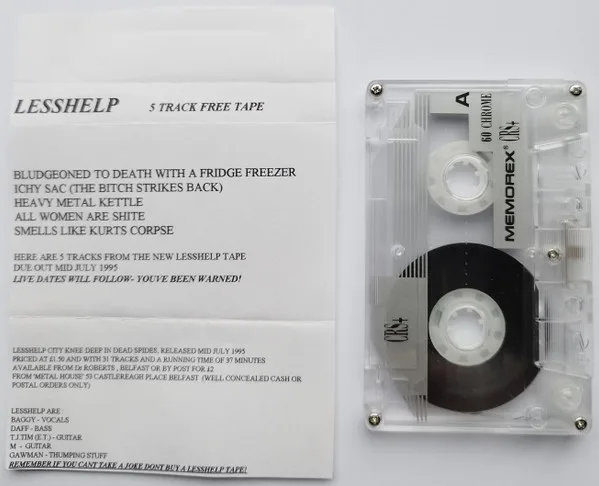 LESSHELP 5 TRACK FREE TAPE
BLUDGEONED TO DEATH WITH A FRIDGE FREEZER
ICHY SAC (THE BITCH STRIKES BACK)
HEAVY METAL KETTLE
ALL WOMEN ARE SHITE
SMELLS LIKE KURTS CORPSE
HERE ARE 5 TRACKS FROM THE NEW LESSHELP TAPE
DUE OUT MID JULY 1995
LIVE DATES WILL FOLLOW- YOUVE BEEN WARNED!
LESSHELP CITY KNEE DEEP IN DEAD SPIDES, RELEASED MID JULY 1995
PRICED AT £1.50 AND WITH 31 TRACKS AND A RUNNING TIME OF 37 MINUTES
AVAILABLE FROM Dr ROBERTS , BELFAST OR BY POST FOR £2
FROM 'METAL HOUSE' 53 CASTLEREAGH PLACE BELFAST (WELL CONCEALED CASH OR
POSTAL ORDERS ONLY)
LESSHELP ARE
BAGGY - VOCALS
DAFF - BASS
T.J.TIM (E.T.) - GUITAR
M - GUITAR
GAWMAN - THUMPING STUFF
REMEMBER IF YOU CANT TAKE A JOKE DONT BUY A LESSHELP TAPE!
A
60 CHROME
MEMOREX® CRS+
CRS+